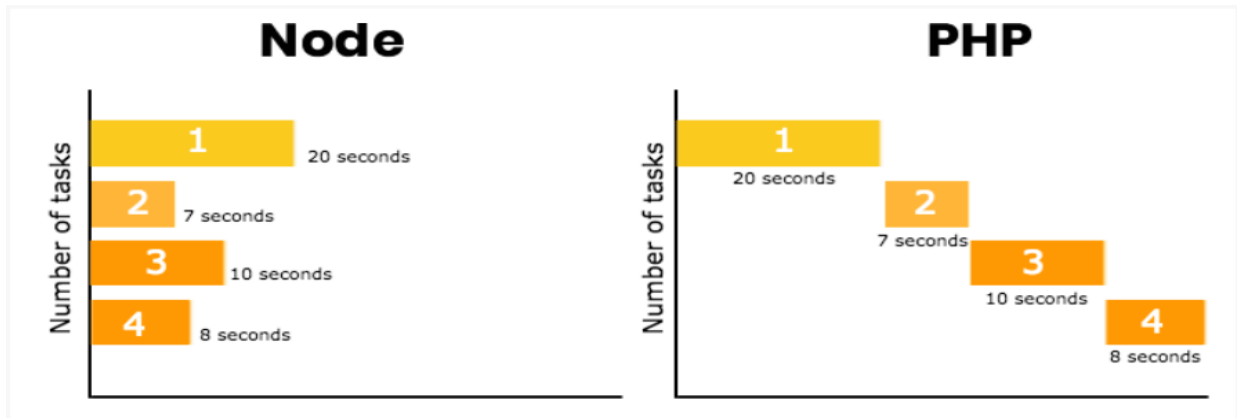 Node
Number of tasks
1
20 seconds
2
7 seconds
3
10 seconds
4
8 seconds
PHP
Number of tasks
1
20 seconds
2
7 seconds
3
10 seconds
4
8 seconds